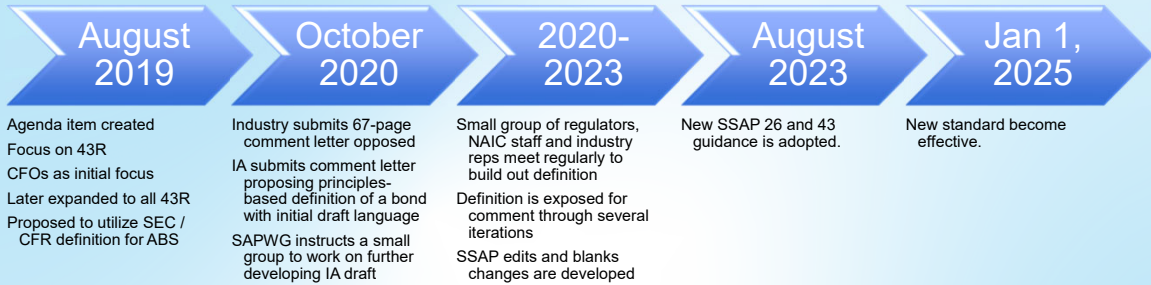 August
2019
October
2020
2020-
2023
August
2023
Jan 1,
2025
Agenda item created
Focus on 43R
CFOs as initial focus
Later expanded to all 43R
Proposed to utilize SEC /
CFR definition for ABS
Industry submits 67-page
comment letter opposed
IA submits comment letter
proposing principles-
based definition of a bond
with initial draft language
SAPWG instructs a small
group to work on further
developing IA draft
Small group of regulators,
NAIC staff and industry
reps meet regularly to
build out definition
Definition is exposed for
comment through several
iterations
SSAP edits and blanks
changes are developed
New SSAP 26 and 43
guidance is adopted.
New standard become
effective.